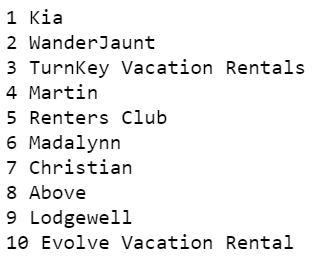 1 Kia
2 WanderJaunt
3 TurnKey Vacation Rentals
4 Martin
5 Renters Club
6 Madalynn
7 Christian
8 Above
9 Lodgewell
10 Evolve Vacation Rental